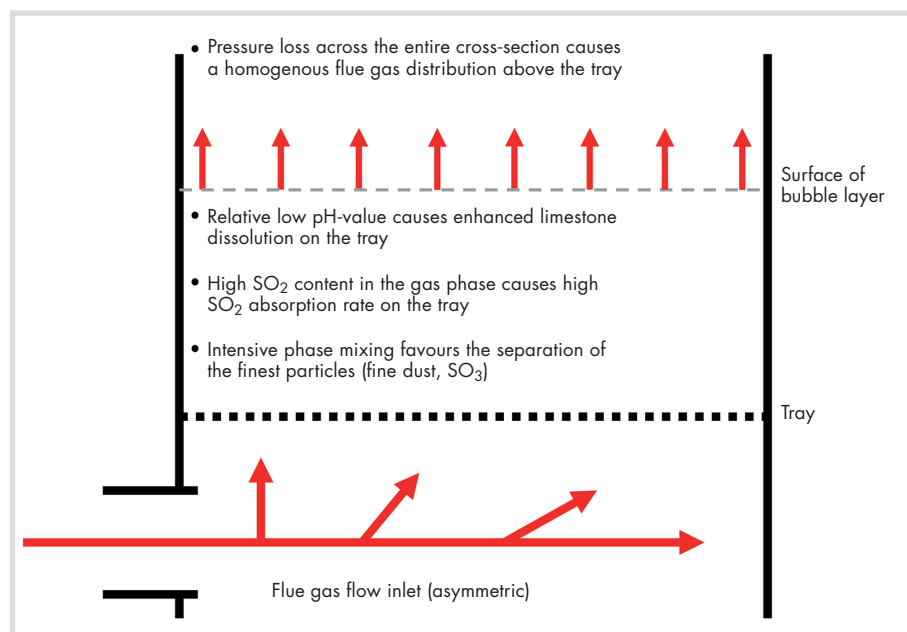 • Pressure loss across the entire cross-section causes
a homogenous flue gas distribution above the tray
Surface of
bubble layer
• Relative low pH-value causes enhanced limestone
dissolution on the tray
• High SO₂ content in the gas phase causes high
SO₂ absorption rate on the tray
• Intensive phase mixing favours the separation of
the finest particles (fine dust, SO₃)
Tray
Flue gas flow inlet (asymmetric)